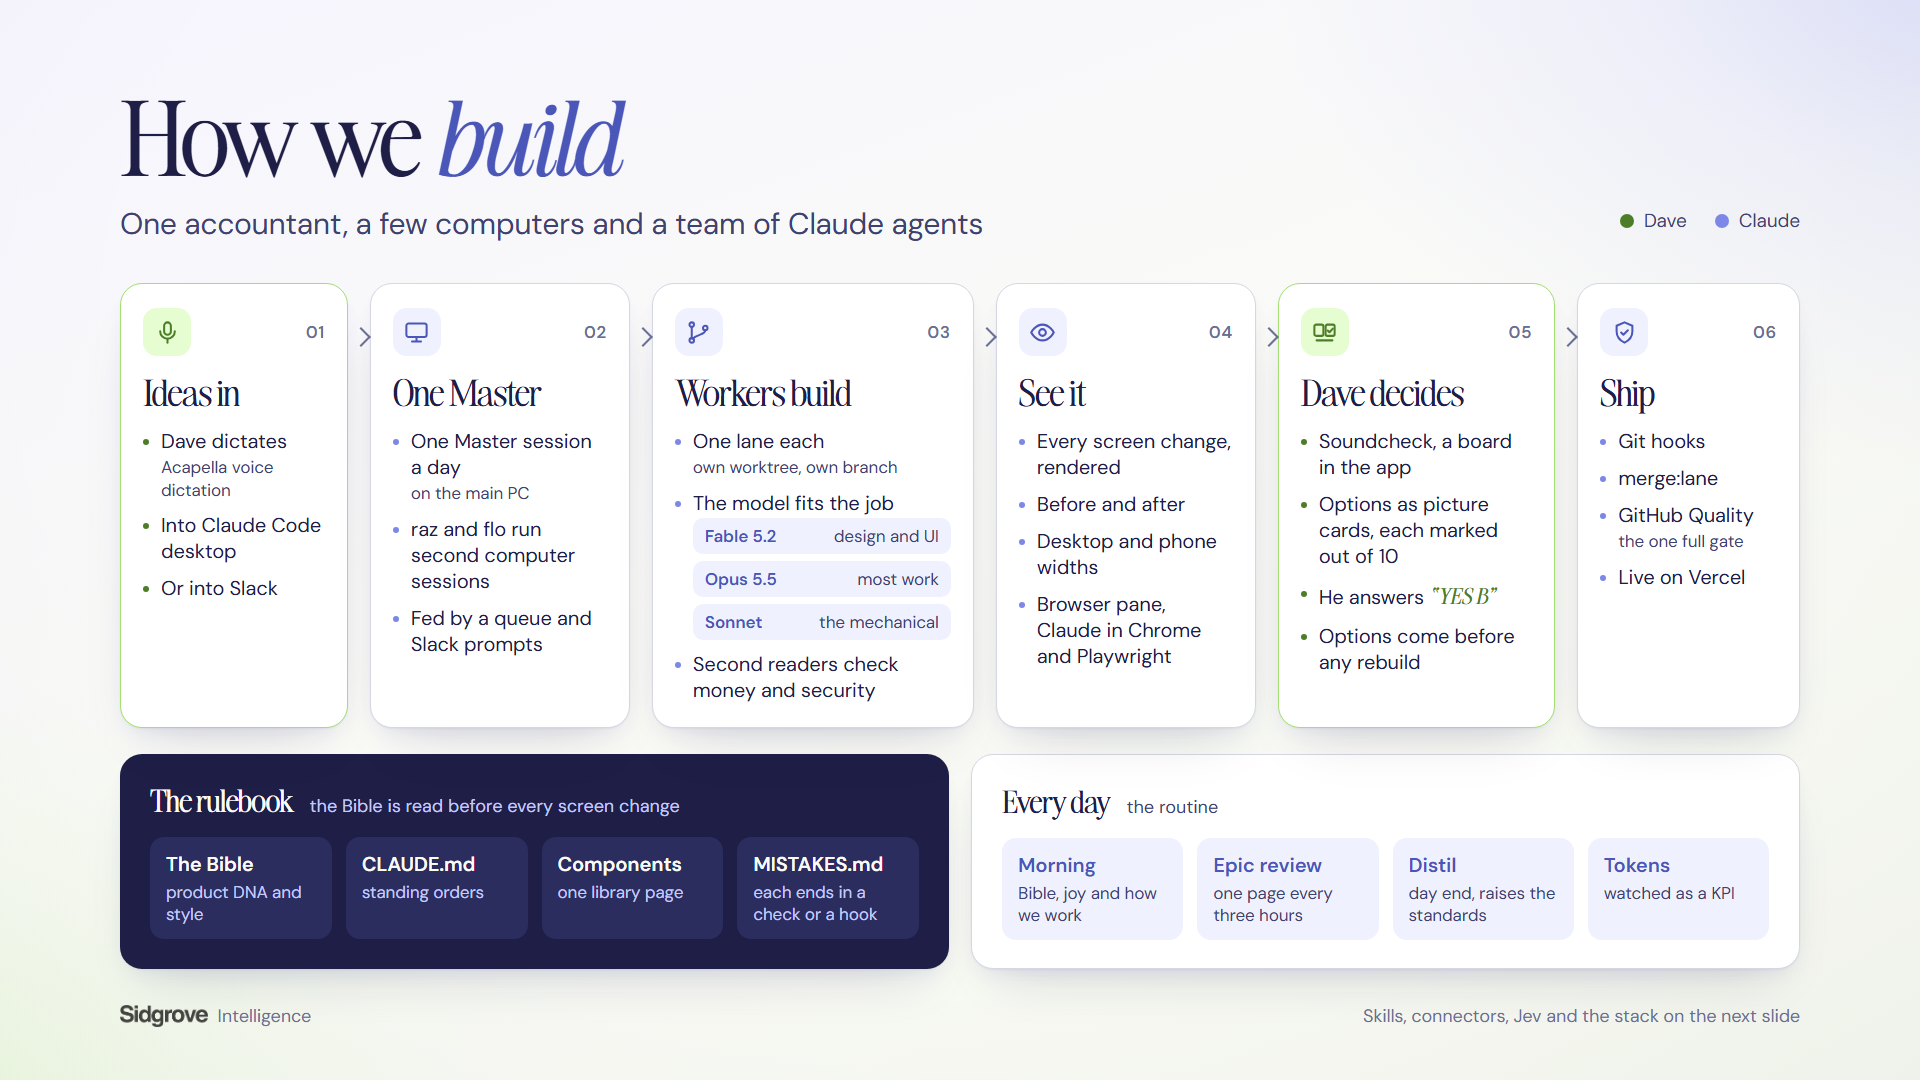 How we build
One accountant, a few computers and a team of Claude agents
Dave
Claude
01
Ideas in
Dave dictates
Acapella voice
dictation
Into Claude Code
desktop
Or into Slack
02
One Master
One Master session
a day
on the main PC
raz and flo run
second computer
sessions
Fed by a queue and
Slack prompts
03
Workers build
One lane each
own worktree, own branch
The model fits the job
Fable 5.2 design and UI
Opus 5.5 most work
Sonnet the mechanical
Second readers check
money and security
04
See it
Every screen change,
rendered
Before and after
Desktop and phone
widths
Browser pane,
Claude in Chrome
and Playwright
05
Dave decides
Soundcheck, a board
in the app
Options as picture
cards, each marked
out of 10
He answers “YES B”
Options come before
any rebuild
06
Ship
Git hooks
merge:lane
GitHub Quality
the one full gate
Live on Vercel
The rulebook the Bible is read before every screen change
The Bible
product DNA and
style
CLAUDE.md
standing orders
Components
one library page
MISTAKES.md
each ends in a
check or a hook
Every day the routine
Morning
Bible, joy and how
we work
Epic review
one page every
three hours
Distil
day end, raises the
standards
Tokens
watched as a KPI
Sidgrove Intelligence
Skills, connectors, Jev and the stack on the next slide